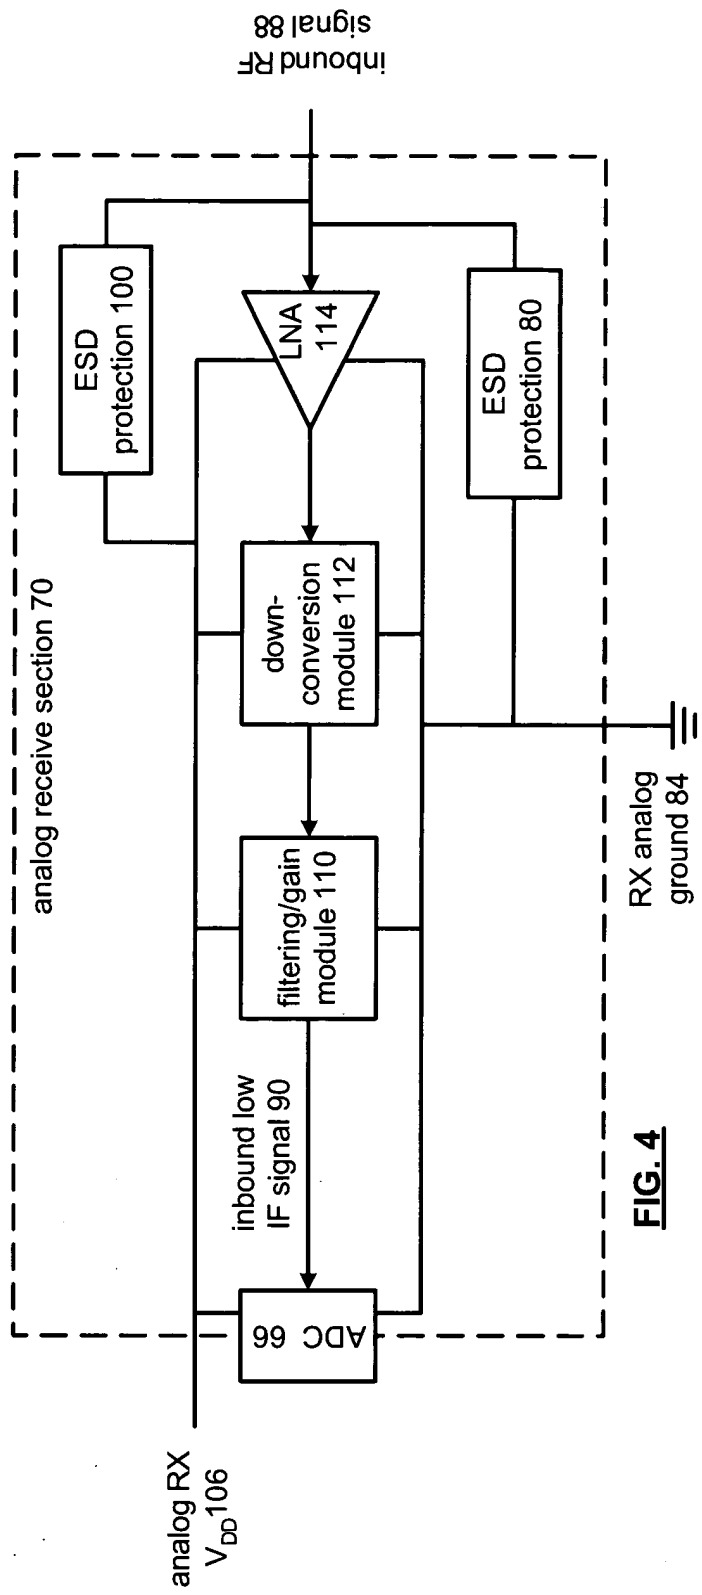 analog receive section 70
ESD
protection 100
inbound RF
signal 88
LNA
114
down-
conversion
module 112
filtering/gain
module 110
inbound low
IF signal 90
ADC 66
analog RX
VDD106
ESD
protection 80
RX analog
ground 84
FIG. 4